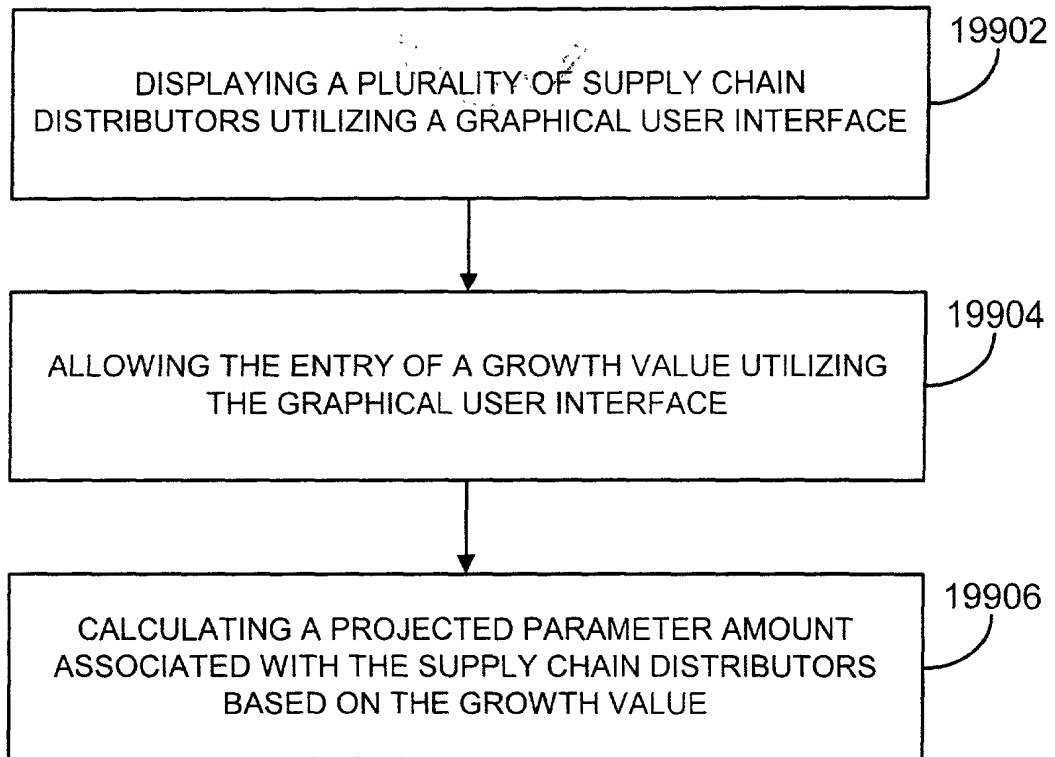 19902
DISPLAYING A PLURALITY OF SUPPLY CHAIN
DISTRIBUTORS UTILIZING A GRAPHICAL USER INTERFACE
19904
ALLOWING THE ENTRY OF A GROWTH VALUE UTILIZING
THE GRAPHICAL USER INTERFACE
19906
CALCULATING A PROJECTED PARAMETER AMOUNT
ASSOCIATED WITH THE SUPPLY CHAIN DISTRIBUTORS
BASED ON THE GROWTH VALUE